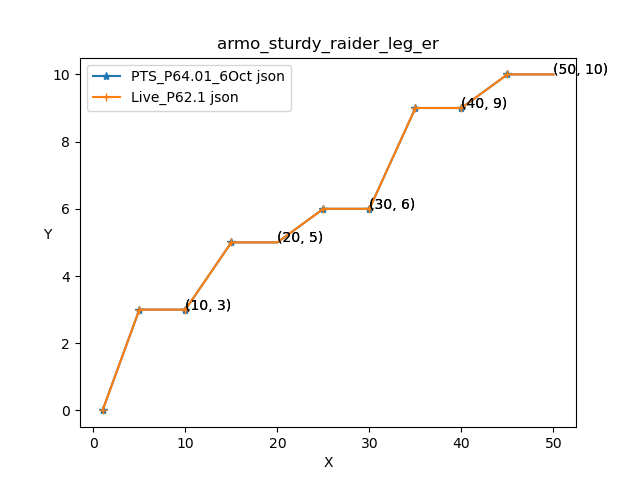 armo_sturdy_raider_leg_er
PTS_P64.01_6Oct json
Live_P62.1 json
(50, 10)
(40, 9)
(30, 6)
(20, 5)
(10, 3)
10
8
6
4
2
0
Y
0 10 20 30 40 50
X